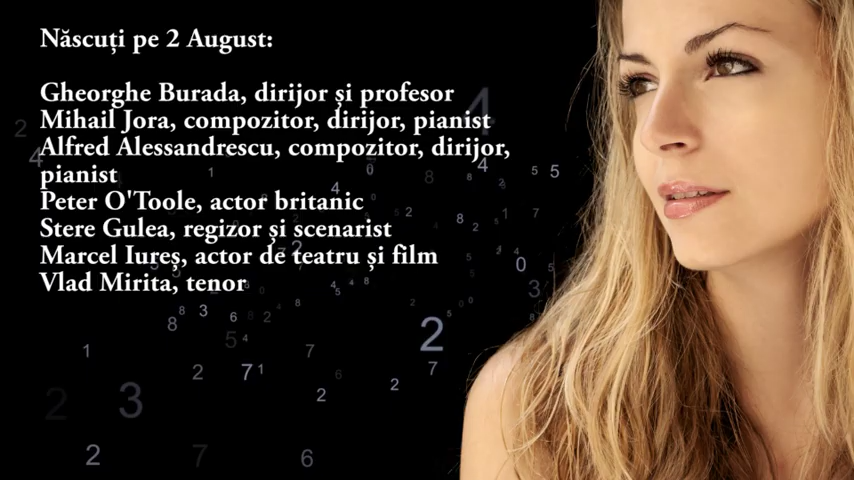 Născuți pe 2 August:
Gheorghe Burada, dirijor și profesor
Mihail Jora, compozitor, dirijor, pianist
Alfred Alessandrescu, compozitor, dirijor,
pianist
Peter O'Toole, actor britanic
Stere Gulea, regizor și scenarist
Marcel Iureș, actor de teatru și film
Vlad Mirita, tenor